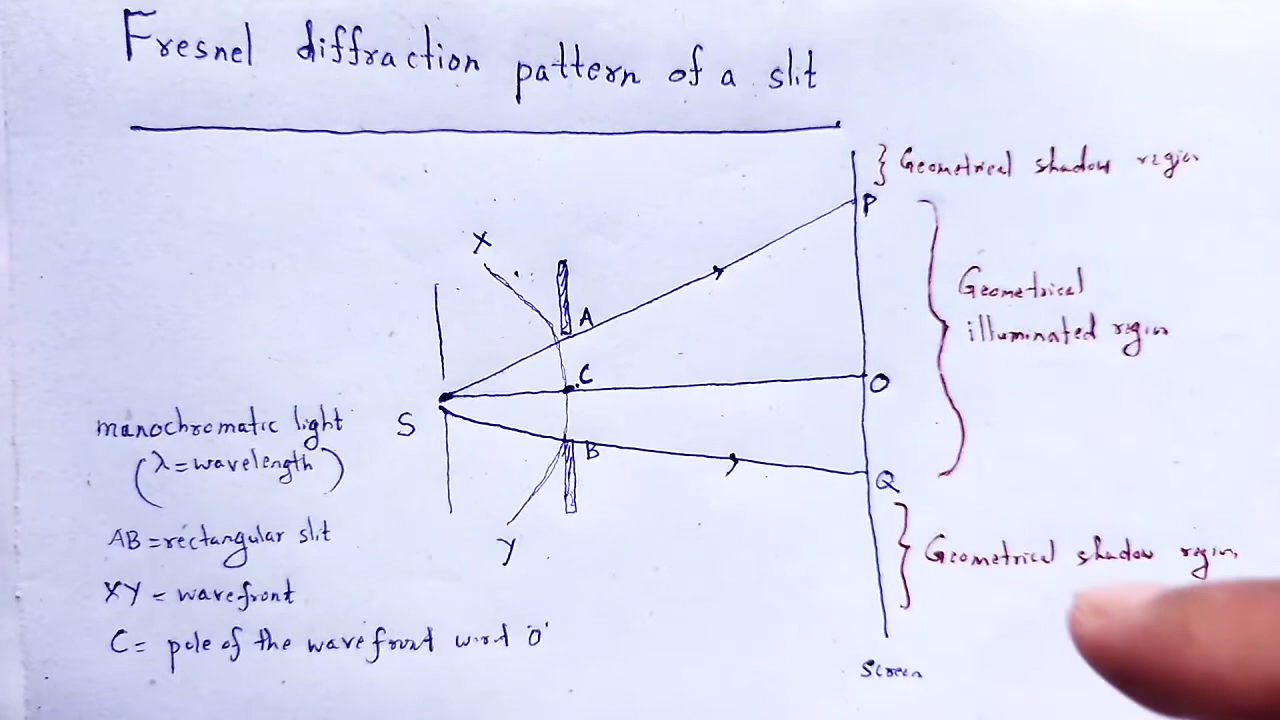 Fresnel diffraction pattern of a slit
} Geometrical shadow region
P
X
A
Geometrical
illuminated region
C
O
S
manochromatic light
(λ=wavelength)
B
Q
AB=rectangular slit
Y
} Geometrical shadow region
XY = wavefront
C= pole of the wavefront w.r.t 'O'
Screen